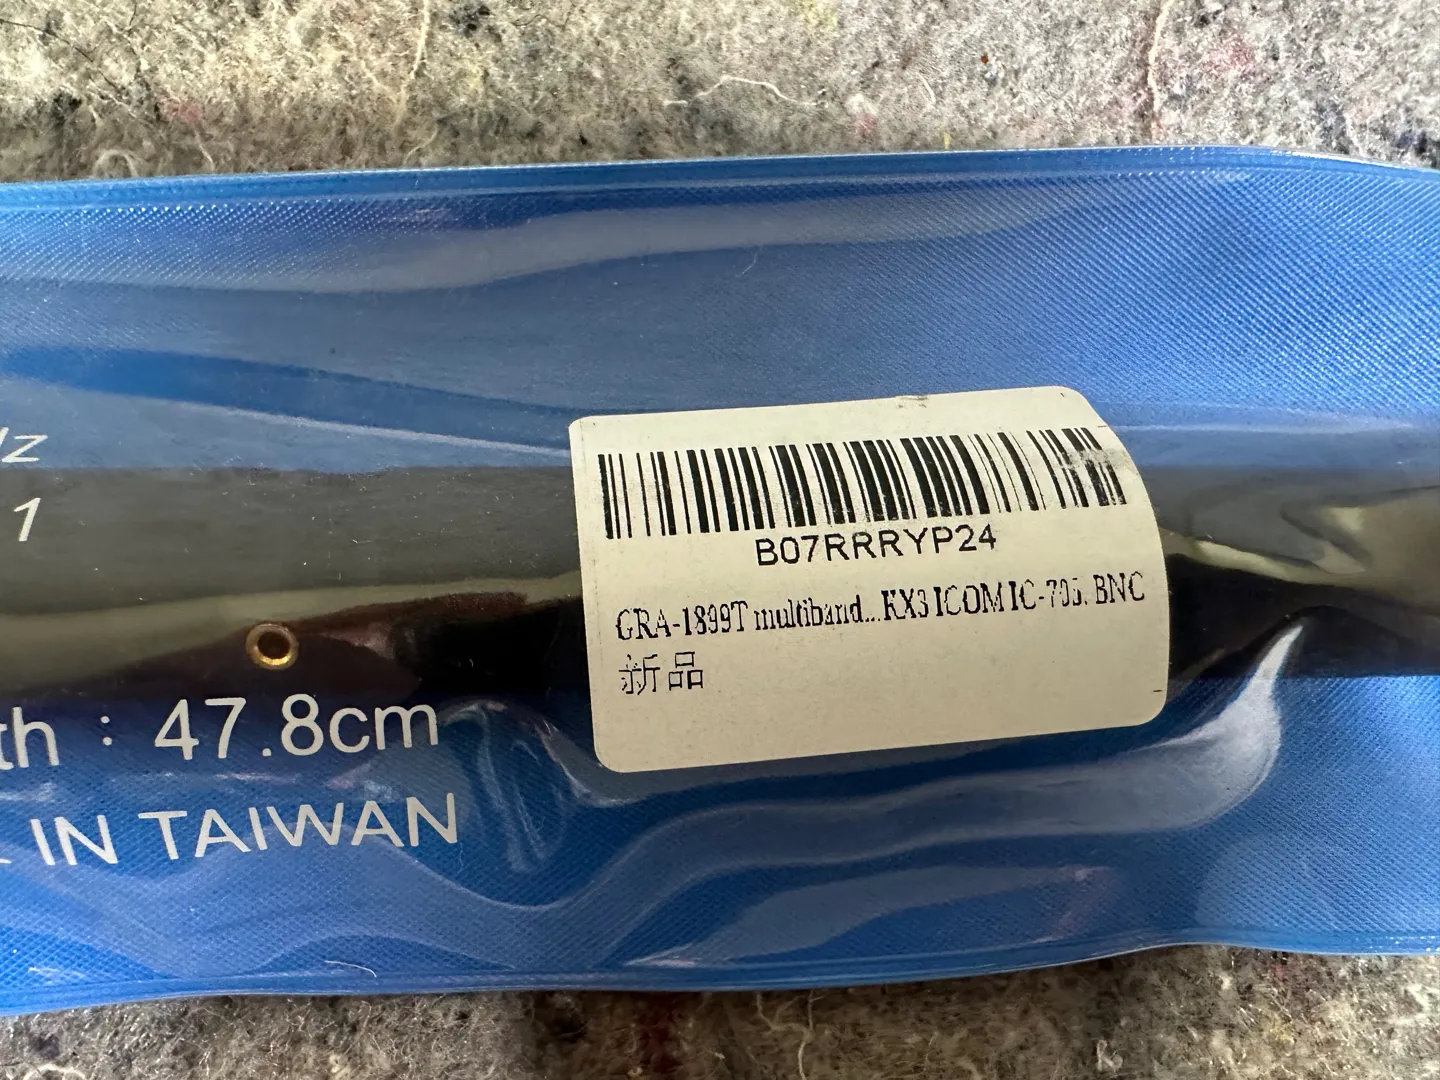 Hz
1
B07RRRYP24
GRA-1899T multiband...KX3 ICOM IC-705. BNC
新品
th : 47.8cm
IN TAIWAN